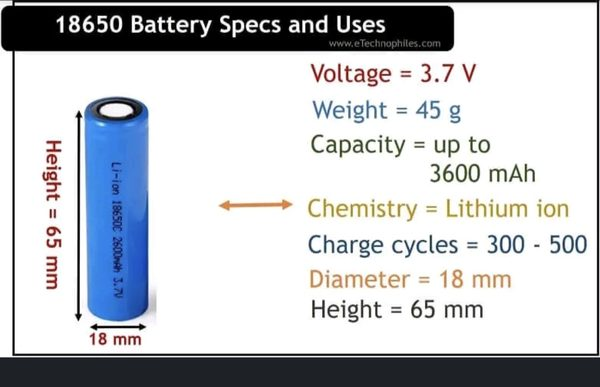 18650 Battery Specs and Uses
www.eTechnophiles.com
Voltage = 3.7 V
Weight = 45 g
Capacity = up to
3600 mAh
Chemistry = Lithium ion
Charge cycles = 300 - 500
Diameter = 18 mm
Height = 65 mm
Height = 65 mm
Li-ion 18650C 2600mAh 3.7V
18 mm